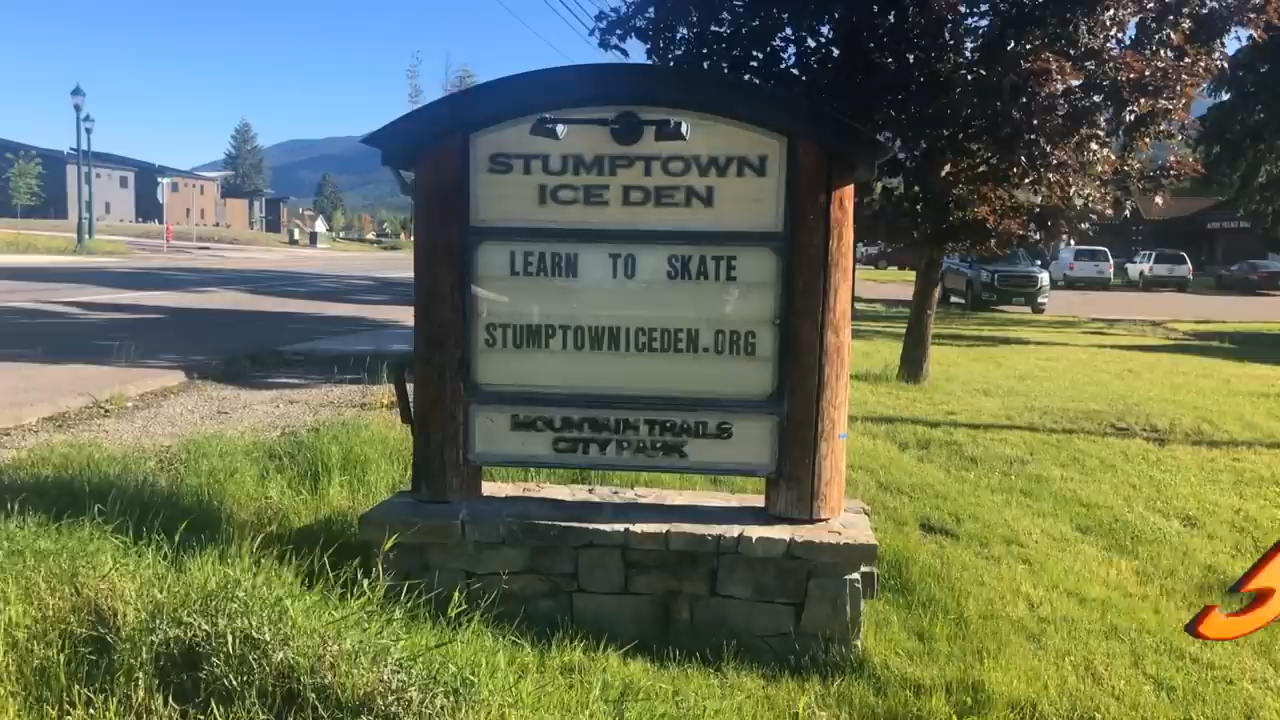 STUMPTOWN
ICE DEN
LEARN TO SKATE
STUMPTOWNICEDEN.ORG
MOUNTAIN TRAILS
CITY PARK